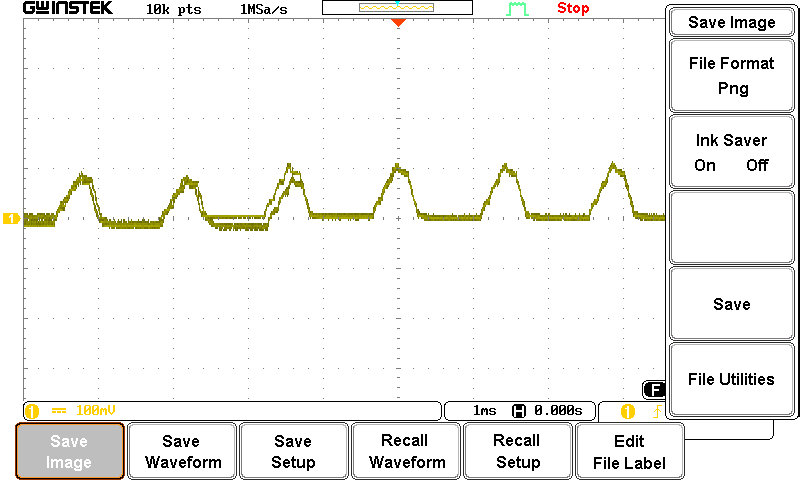 GWINSTEK 10k pts 1MSa/s Stop
Save Image
File Format
Png
Ink Saver
On Off
1
Save
File Utilities
F
1 100mV 1ms H 0.000s 1
Save Image
Save Waveform
Save Setup
Recall Waveform
Recall Setup
Edit File Label